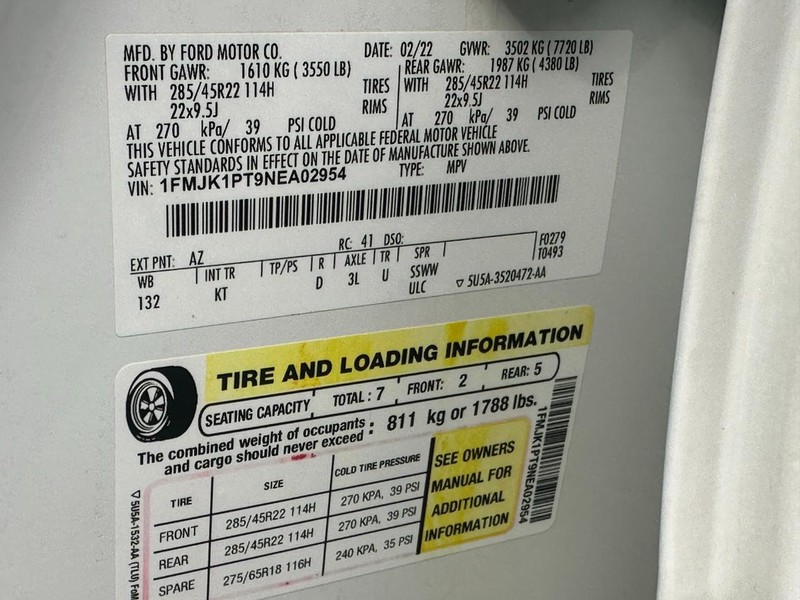 MFD. BY FORD MOTOR CO. DATE: 02/22 GVWR: 3502 KG ( 7720 LB)
FRONT GAWR: 1610 KG ( 3550 LB) REAR GAWR: 1987 KG ( 4380 LB)
WITH 285/45R22 114H TIRES WITH 285/45R22 114H TIRES
22x9.5J RIMS 22x9.5J RIMS
AT 270 kPa/ 39 PSI COLD AT 270 kPa/ 39 PSI COLD
THIS VEHICLE CONFORMS TO ALL APPLICABLE FEDERAL MOTOR VEHICLE
SAFETY STANDARDS IN EFFECT ON THE DATE OF MANUFACTURE SHOWN ABOVE.
VIN: 1FMJK1PT9NEA02954 TYPE: MPV
EXT PNT: AZ RC: 41 DSO: F0279
WB INT TR TP/PS R AXLE TR SPR T0493
132 KT D 3L U SSWW
ULC ▽ 5U5A-3520472-AA
TIRE AND LOADING INFORMATION
SEATING CAPACITY TOTAL : 7 FRONT: 2 REAR: 5
The combined weight of occupants
and cargo should never exceed : 811 kg or 1788 lbs.
TIRE SIZE COLD TIRE PRESSURE
FRONT 285/45R22 114H 270 KPA, 39 PSI
REAR 285/45R22 114H 270 KPA, 39 PSI
SPARE 275/65R18 116H 240 KPA, 35 PSI
SEE OWNERS
MANUAL FOR
ADDITIONAL
INFORMATION
1FMJK1PT9NEA02954
▽ 5U5A-1532-AA (TLU) FoM